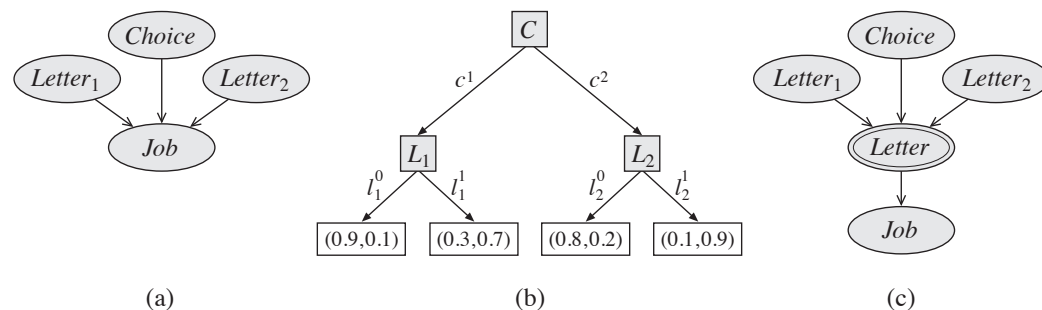 Choice
Letter₁
Letter₂
Job
(a)
C
c¹
c²
L₁
L₂
l₁⁰
l₁¹
l₂⁰
l₂¹
(0.9,0.1)
(0.3,0.7)
(0.8,0.2)
(0.1,0.9)
(b)
Choice
Letter₁
Letter₂
Letter
Job
(c)